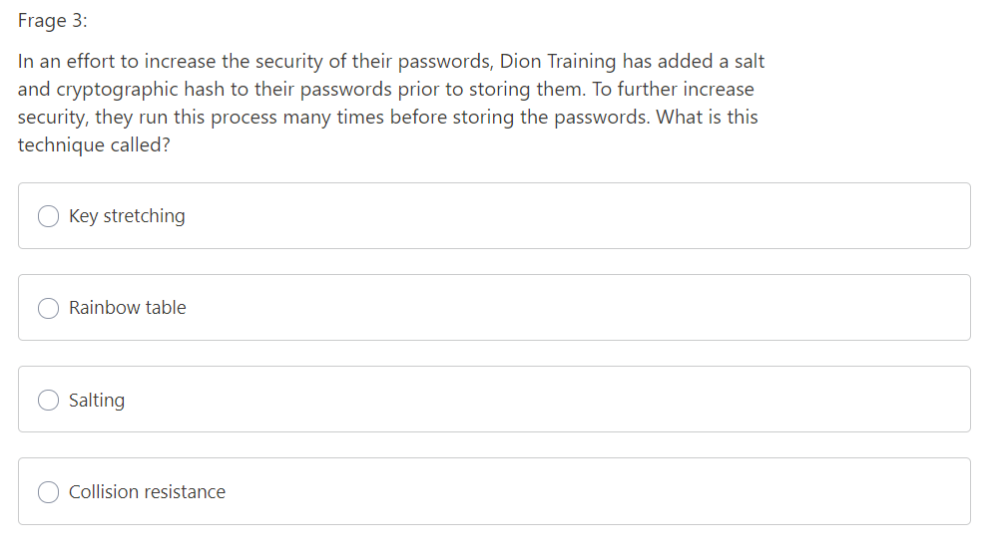 Frage 3:
In an effort to increase the security of their passwords, Dion Training has added a salt
and cryptographic hash to their passwords prior to storing them. To further increase
security, they run this process many times before storing the passwords. What is this
technique called?
Key stretching
Rainbow table
Salting
Collision resistance